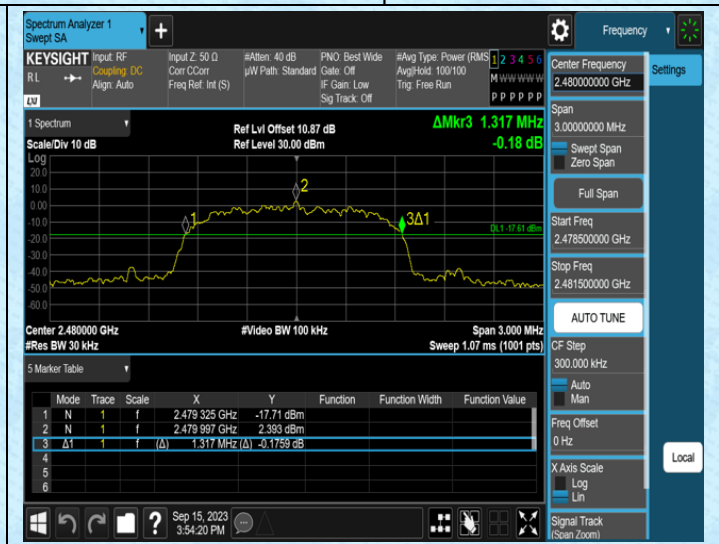 Spectrum Analyzer 1
Swept SA
+
Frequency
KEYSIGHT
Input: RF
Input Z: 50 Ω
#Atten: 40 dB
PNO: Best Wide
#Avg Type: Power (RMS
1 2 3 4 5 6
RL
Coupling: DC
Corr CCorr
µW Path: Standard
Gate: Off
Avg|Hold: 100/100
M W W W W W
Align: Auto
Freq Ref: Int (S)
IF Gain: Low
Trig: Free Run
Sig Track: Off
P P P P P P
LXI
1 Spectrum
Ref Lvl Offset 10.87 dB
ΔMkr3 1.317 MHz
Scale/Div 10 dB
Ref Level 30.00 dBm
-0.18 dB
Log
20.0
10.0
0.00
-10.0
-20.0
-30.0
-40.0
-50.0
-60.0
1
2
3Δ1
DL1 -17.61 dBm
Center 2.480000 GHz
#Video BW 100 kHz
Span 3.000 MHz
#Res BW 30 kHz
Sweep 1.07 ms (1001 pts)
5 Marker Table
Mode Trace Scale X Y Function Function Width Function Value
1 N 1 f 2.479 325 GHz -17.71 dBm
2 N 1 f 2.479 997 GHz 2.393 dBm
3 Δ1 1 f (Δ) 1.317 MHz (Δ) -0.1759 dB
4
5
6
?
Sep 15, 2023
3:54:20 PM
Center Frequency
2.480000000 GHz
Span
3.00000000 MHz
Swept Span
Zero Span
Full Span
Start Freq
2.478500000 GHz
Stop Freq
2.481500000 GHz
AUTO TUNE
CF Step
300.000 kHz
Auto
Man
Freq Offset
0 Hz
X Axis Scale
Log
Lin
Signal Track
(Span Zoom)
Settings
Local